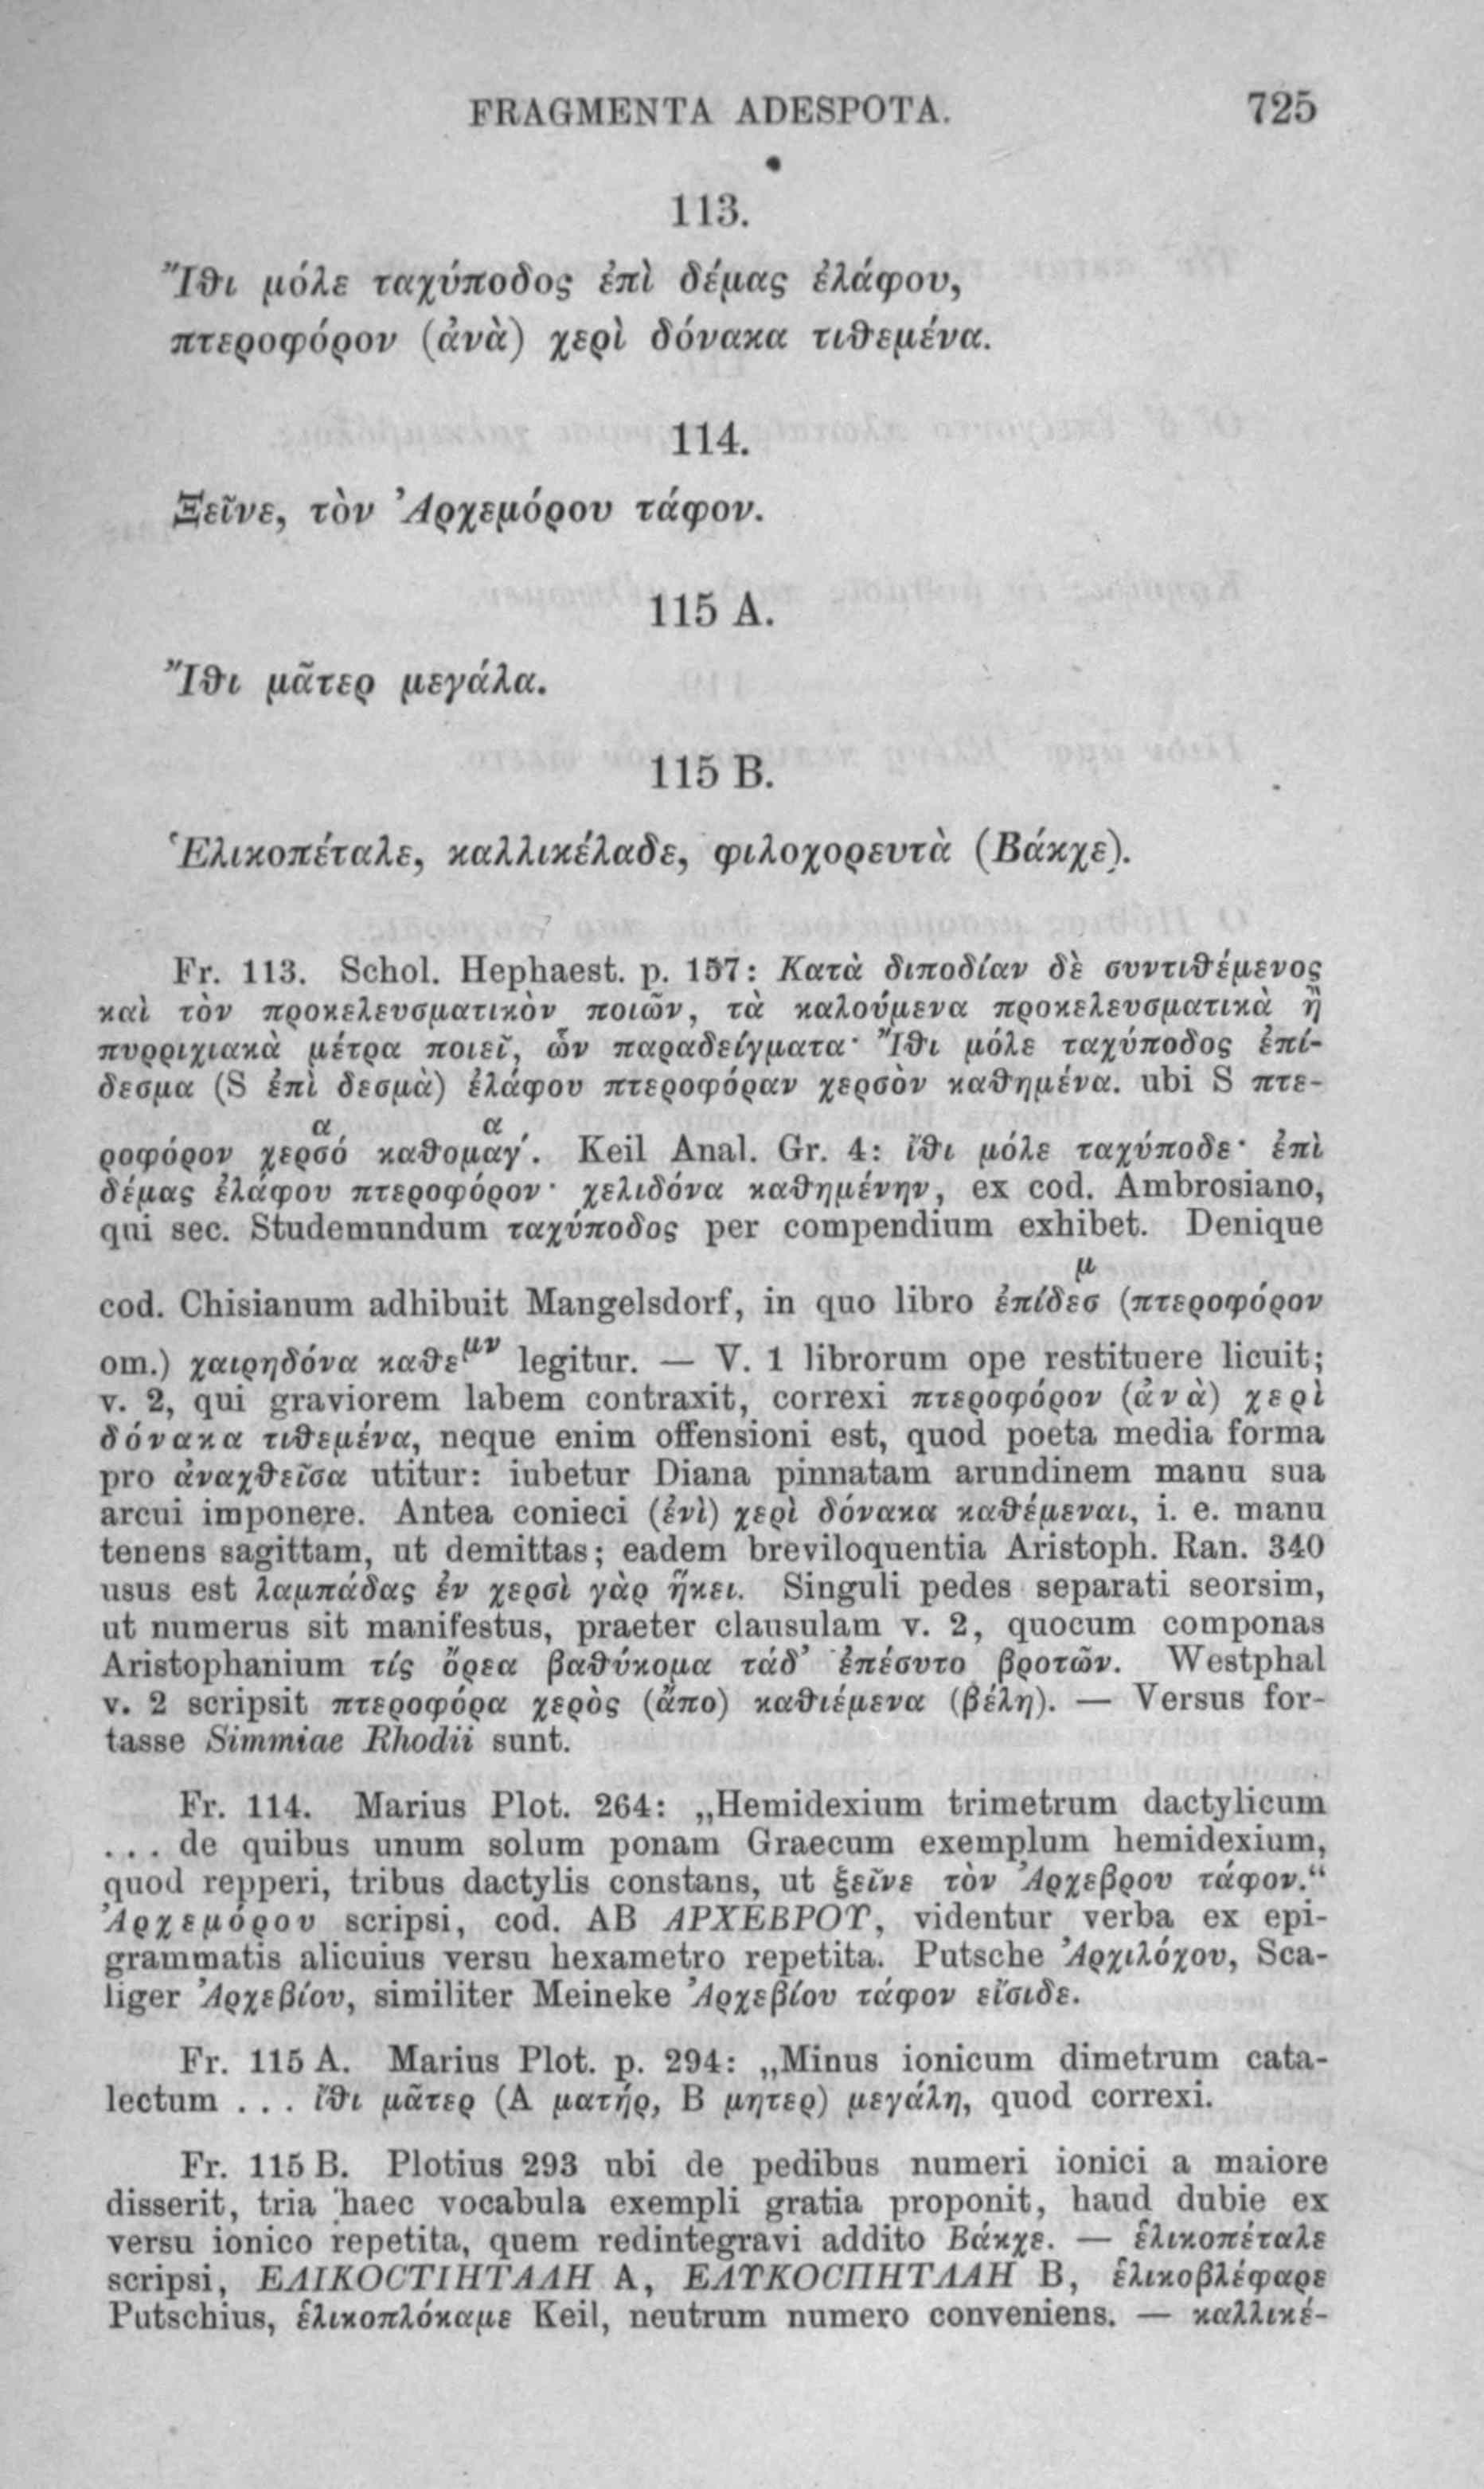 FRAGMENTA ADESPOTA. 725
113.
Ἴθι μόλε ταχύποδος ἐπὶ δέμας ἐλάφου,
πτεροφόρον (ἀνὰ) χερὶ δόνακα τιθεμένα.
114.
Ξεῖνε, τὸν Ἀρχεμόρου τάφον.
115 A.
Ἴθι μᾶτερ μεγάλα.
115 B.
Ἑλικοπέταλε, καλλικέλαδε, φιλοχορευτὰ (Βάκχε).
Fr. 113. Schol. Hephaest. p. 157: Κατὰ διποδίαν δὲ συντιθέμενος
καὶ τὸν προκελευσματικὸν ποιῶν, τὰ καλούμενα προκελευσματικὰ ἢ
πυρριχιακὰ μέτρα ποιεῖ, ὧν παραδείγματα· Ἴθι μόλε ταχύποδος ἐπί-
δεσμα (S ἐπὶ δεσμὰ) ἐλάφου πτεροφόραν χερσὸν καθημένα. ubi S πτε-
α α
ροφόρον χερσό καθομαγ΄. Keil Anal. Gr. 4: ἴθι μόλε ταχύποδε· ἐπὶ
δέμας ἐλάφου πτεροφόρον· χελιδόνα καθημένην, ex cod. Ambrosiano,
qui sec. Studemundum ταχύποδος per compendium exhibet. Denique
μ
cod. Chisianum adhibuit Mangelsdorf, in quo libro ἐπίδεσ (πτεροφόρον
om.) χαιρηδόνα καθεμν legitur. — V. 1 librorum ope restituere licuit;
v. 2, qui graviorem labem contraxit, correxi πτεροφόρον (ἀνὰ) χερὶ
δόνακα τιθεμένα, neque enim offensioni est, quod poeta media forma
pro ἀναχθεῖσα utitur: iubetur Diana pinnatam arundinem manu sua
arcui imponere. Antea conieci (ἐνὶ) χερὶ δόνακα καθέμεναι, i. e. manu
tenens sagittam, ut demittas; eadem breviloquentia Aristoph. Ran. 340
usus est λαμπάδας ἐν χερσὶ γὰρ ἥκει. Singuli pedes separati seorsim,
ut numerus sit manifestus, praeter clausulam v. 2, quocum componas
Aristophanium τίς ὄρεα βαθύκομα τάδ' ἐπέσυτο βροτῶν. Westphal
v. 2 scripsit πτεροφόρα χερὸς (ἄπο) καθιέμενα (βέλη). — Versus for-
tasse Simmiae Rhodii sunt.
Fr. 114. Marius Plot. 264: „Hemidexium trimetrum dactylicum
... de quibus unum solum ponam Graecum exemplum hemidexium,
quod repperi, tribus dactylis constans, ut ξεῖνε τὸν Ἀρχεβρου τάφον.“
Ἀρχεμόρου scripsi, cod. AB ΑΡΧΕΒΡΟΥ, videntur verba ex epi-
grammatis alicuius versu hexametro repetita. Putsche Ἀρχιλόχου, Sca-
liger Ἀρχεβίου, similiter Meineke Ἀρχεβίου τάφον εἴσιδε.
Fr. 115 A. Marius Plot. p. 294: „Minus ionicum dimetrum cata-
lectum ... ἴθι μᾶτερ (A ματήρ, B μητερ) μεγάλη, quod correxi.
Fr. 115 B. Plotius 293 ubi de pedibus numeri ionici a maiore
disserit, tria haec vocabula exempli gratia proponit, haud dubie ex
versu ionico repetita, quem redintegravi addito Βάκχε. — ἑλικοπέταλε
scripsi, ΕΛΙΚΟCΤΙΗΤΑΛΗ A, ΕΛΥΚΟCΠΗΤΑΛΗ B, ἑλικοβλέφαρε
Putschius, ἑλικοπλόκαμε Keil, neutrum numero conveniens. — καλλικέ-